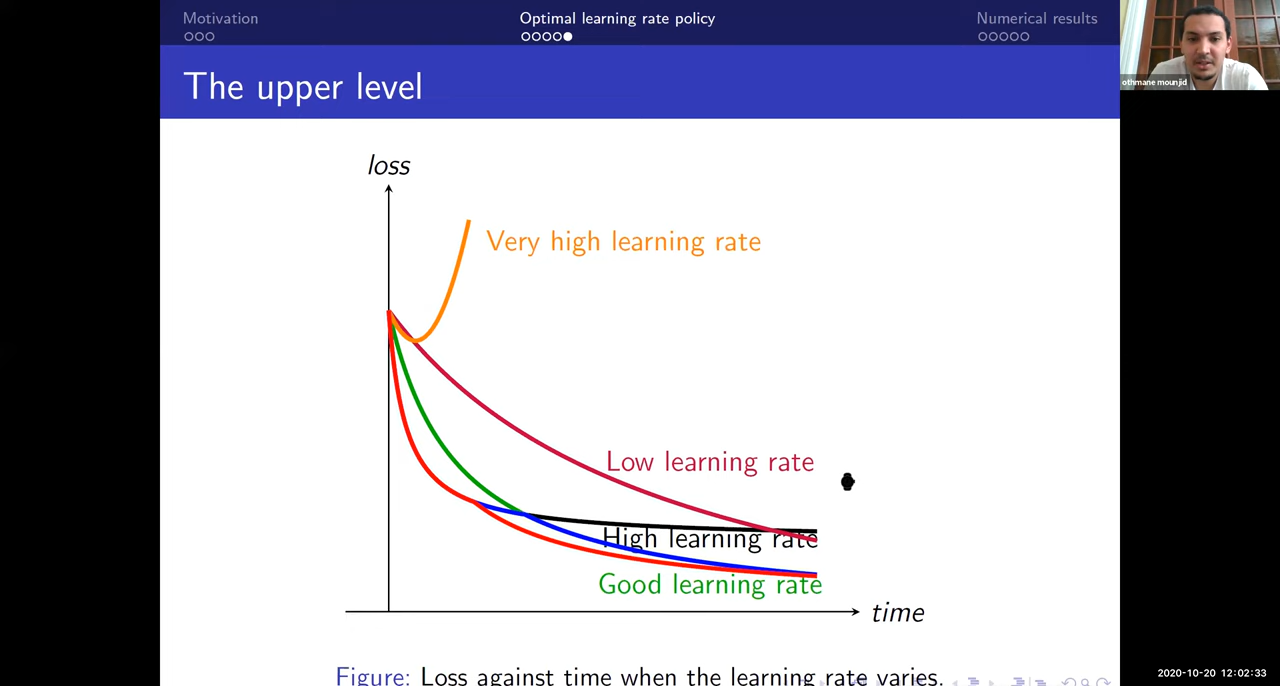 Motivation
Optimal learning rate policy
Numerical results
othmane mounjid
The upper level
loss
Very high learning rate
Low learning rate
High learning rate
Good learning rate
time
Figure: Loss against time when the learning rate varies.
2020-10-20 12:02:33